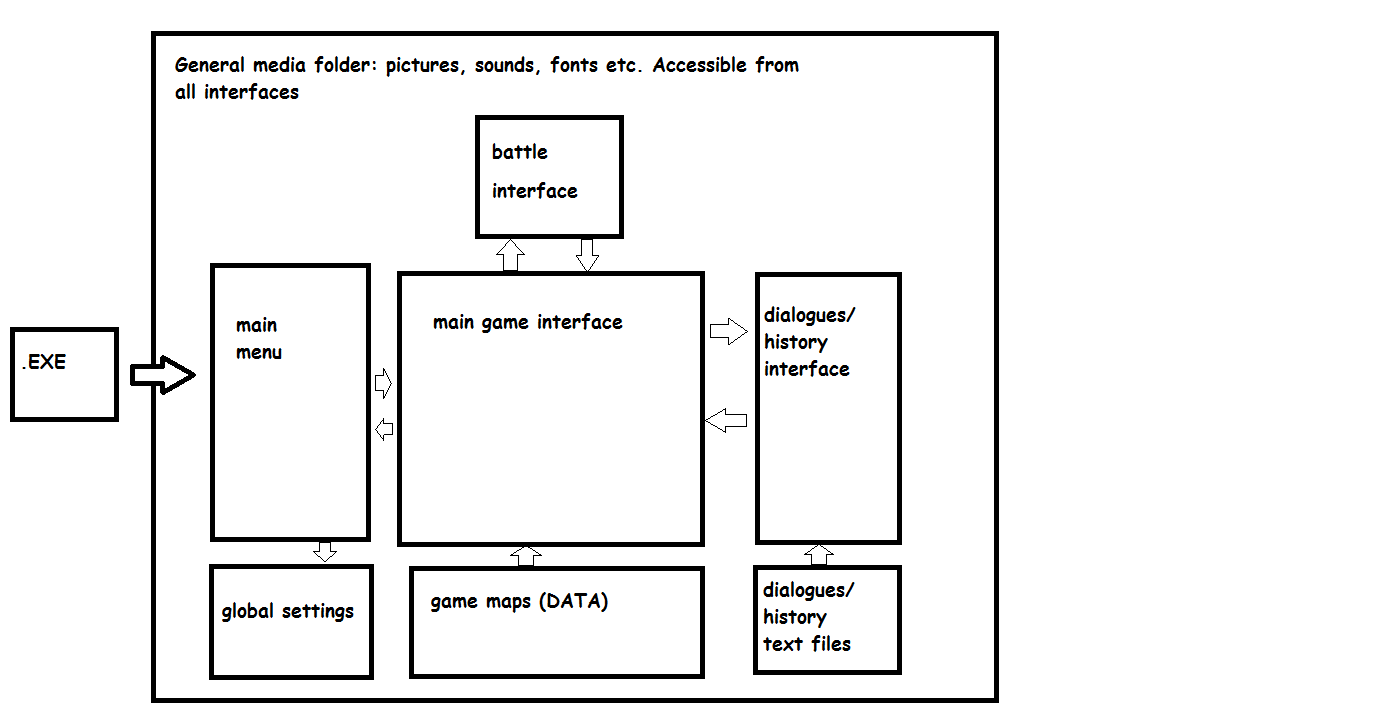 General media folder: pictures, sounds, fonts etc. Accessible from
all interfaces
battle
interface
main
menu
main game interface
dialogues/
history
interface
.EXE
global settings
game maps (DATA)
dialogues/
history
text files